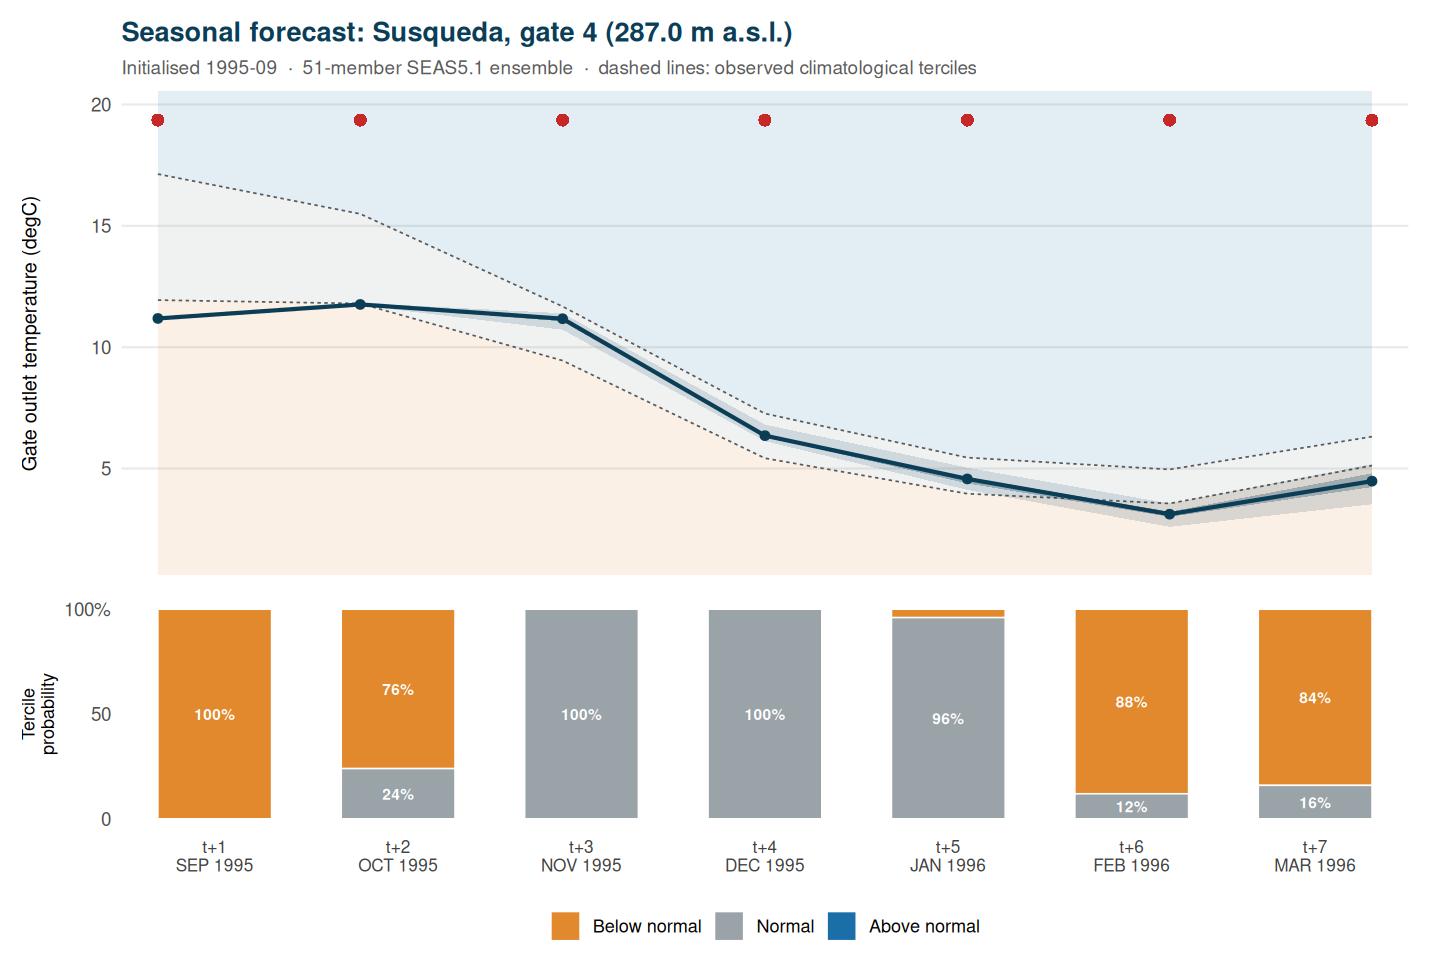 Seasonal forecast: Susqueda, gate 4 (287.0 m a.s.l.)
Initialised 1995-09 · 51-member SEAS5.1 ensemble · dashed lines: observed climatological terciles
Gate outlet temperature (degC)
20
15
10
5
Tercile
probability
100%
50
0
100%
76%
24%
100%
100%
96%
88%
12%
84%
16%
t+1
SEP 1995
t+2
OCT 1995
t+3
NOV 1995
t+4
DEC 1995
t+5
JAN 1996
t+6
FEB 1996
t+7
MAR 1996
Below normal
Normal
Above normal